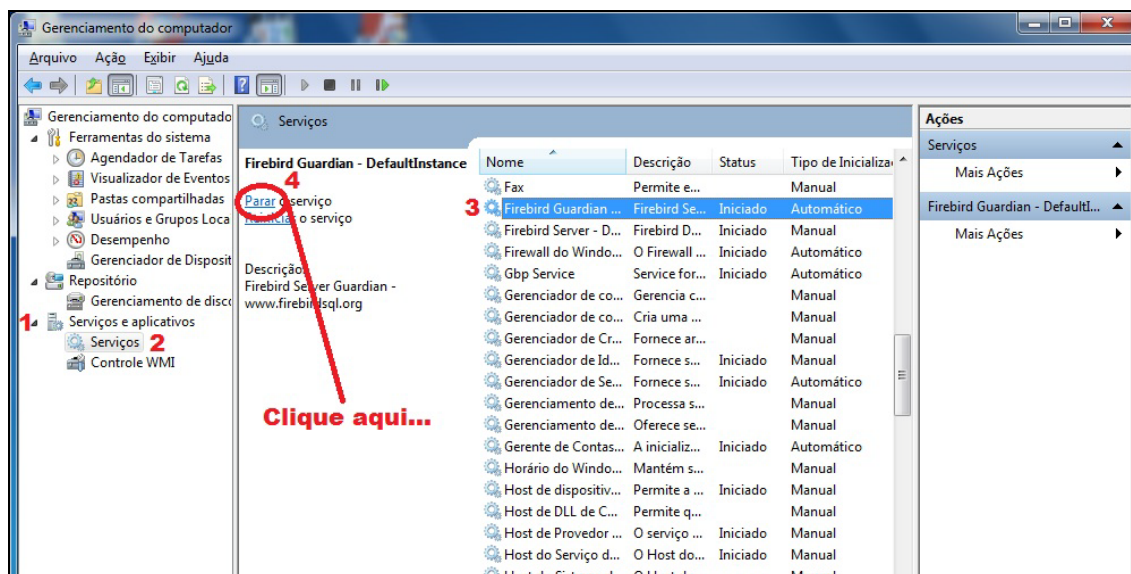 Gerenciamento do computador
Arquivo Ação Exibir Ajuda
Gerenciamento do computado
Ferramentas do sistema
Agendador de Tarefas
Visualizador de Eventos
Pastas compartilhadas
Usuários e Grupos Loca
Desempenho
Gerenciador de Disposit
Repositório
Gerenciamento de disco
1 Serviços e aplicativos
Serviços 2
Controle WMI
Serviços
Firebird Guardian - DefaultInstance
4
Parar o serviço
Reiniciar o serviço
Descrição:
Firebird Server Guardian -
www.firebirdsql.org
Clique aqui...
Nome Descrição Status Tipo de Inicializa
Fax Permite e... Manual
3 Firebird Guardian ... Firebird Se... Iniciado Automático
Firebird Server - D... Firebird D... Iniciado Manual
Firewall do Windo... O Firewall ... Iniciado Automático
Gbp Service Service for... Iniciado Automático
Gerenciador de co... Gerencia c... Manual
Gerenciador de co... Cria uma ... Manual
Gerenciador de Cr... Fornece ar... Manual
Gerenciador de Id... Fornece s... Iniciado Manual
Gerenciador de Se... Fornece s... Iniciado Automático
Gerenciamento de... Processa s... Manual
Gerenciamento de... Oferece se... Manual
Gerente de Contas... A inicializ... Iniciado Automático
Horário do Windo... Mantém s... Manual
Host de dispositiv... Permite a ... Iniciado Manual
Host de DLL de C... Permite q... Manual
Host de Provedor ... O serviço ... Iniciado Manual
Host do Serviço d... O Host do... Iniciado Manual
Ações
Serviços
Mais Ações
Firebird Guardian - DefaultI...
Mais Ações